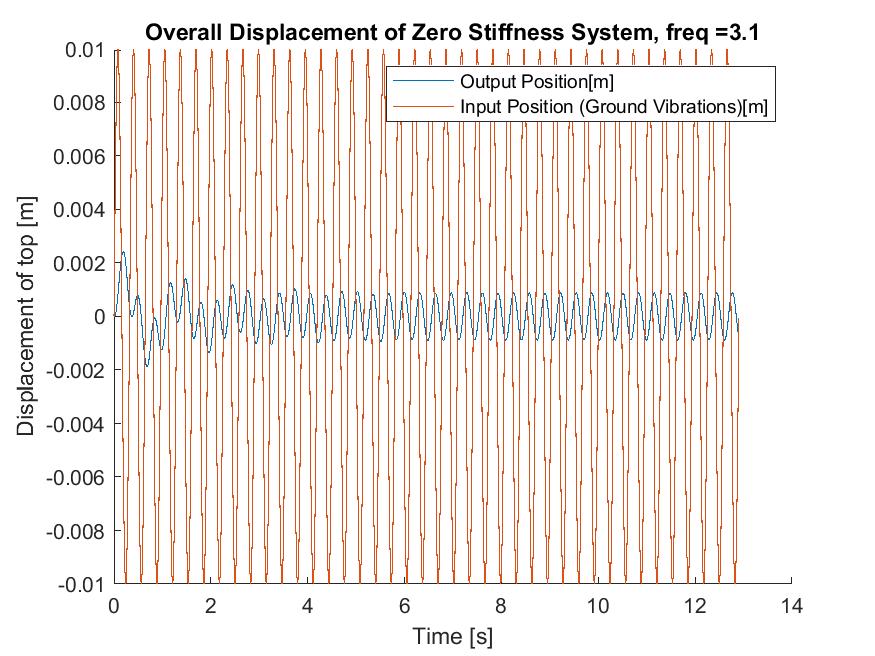 Overall Displacement of Zero Stiffness System, freq =3.1
Output Position[m]
Input Position (Ground Vibrations)[m]
Displacement of top [m]
0.01
0.008
0.006
0.004
0.002
0
-0.002
-0.004
-0.006
-0.008
-0.01
0 2 4 6 8 10 12 14
Time [s]